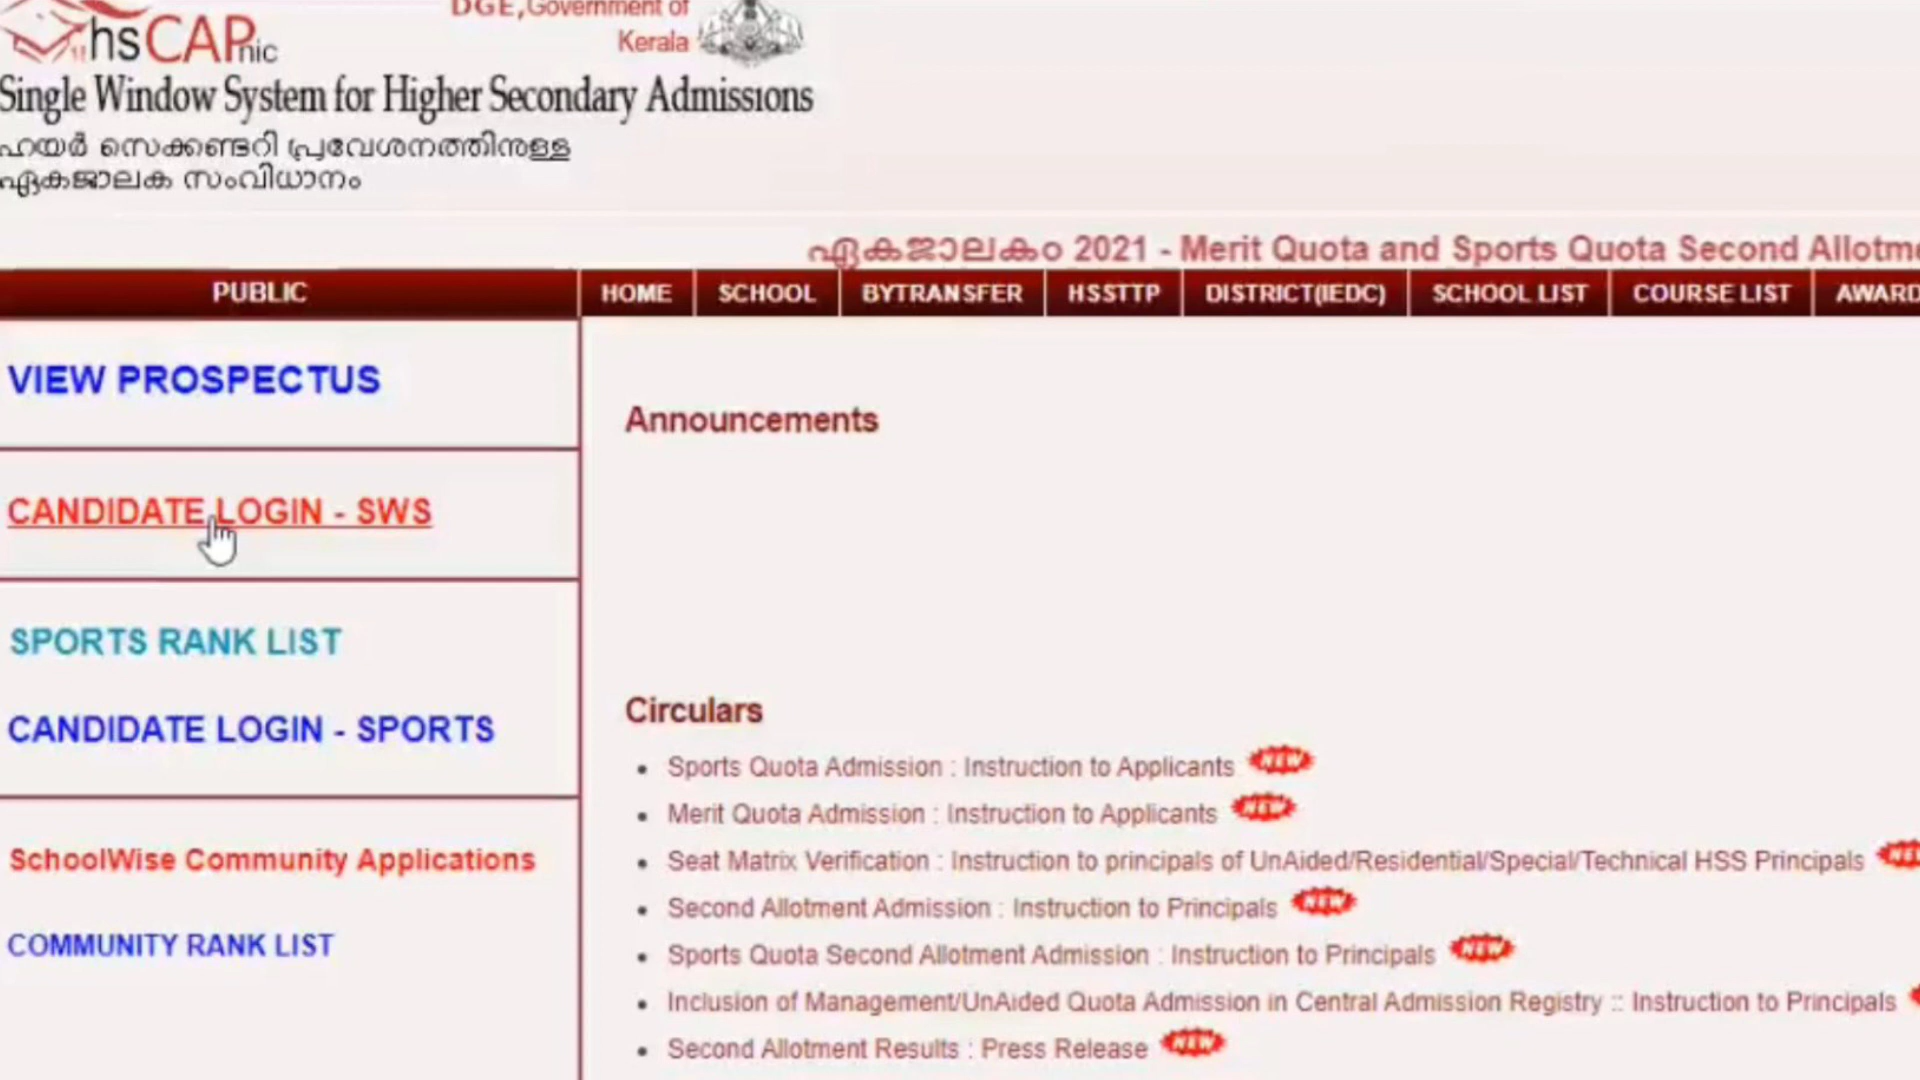 DGE, Government of
Kerala
hsCAPnic
Single Window System for Higher Secondary Admissions
ഹയർ സെക്കണ്ടറി പ്രവേശനത്തിനുള്ള
ഏകജാലക സംവിധാനം
ഏകജാലകം 2021 - Merit Quota and Sports Quota Second Allotme
PUBLIC
HOME
SCHOOL
BYTRANSFER
HSSTTP
DISTRICT(IEDC)
SCHOOL LIST
COURSE LIST
AWARD
VIEW PROSPECTUS
CANDIDATE LOGIN - SWS
SPORTS RANK LIST
CANDIDATE LOGIN - SPORTS
SchoolWise Community Applications
COMMUNITY RANK LIST
Announcements
Circulars
Sports Quota Admission : Instruction to Applicants NEW
Merit Quota Admission : Instruction to Applicants NEW
Seat Matrix Verification : Instruction to principals of UnAided/Residential/Special/Technical HSS Principals NEW
Second Allotment Admission : Instruction to Principals NEW
Sports Quota Second Allotment Admission : Instruction to Principals NEW
Inclusion of Management/UnAided Quota Admission in Central Admission Registry :: Instruction to Principals
Second Allotment Results : Press Release NEW